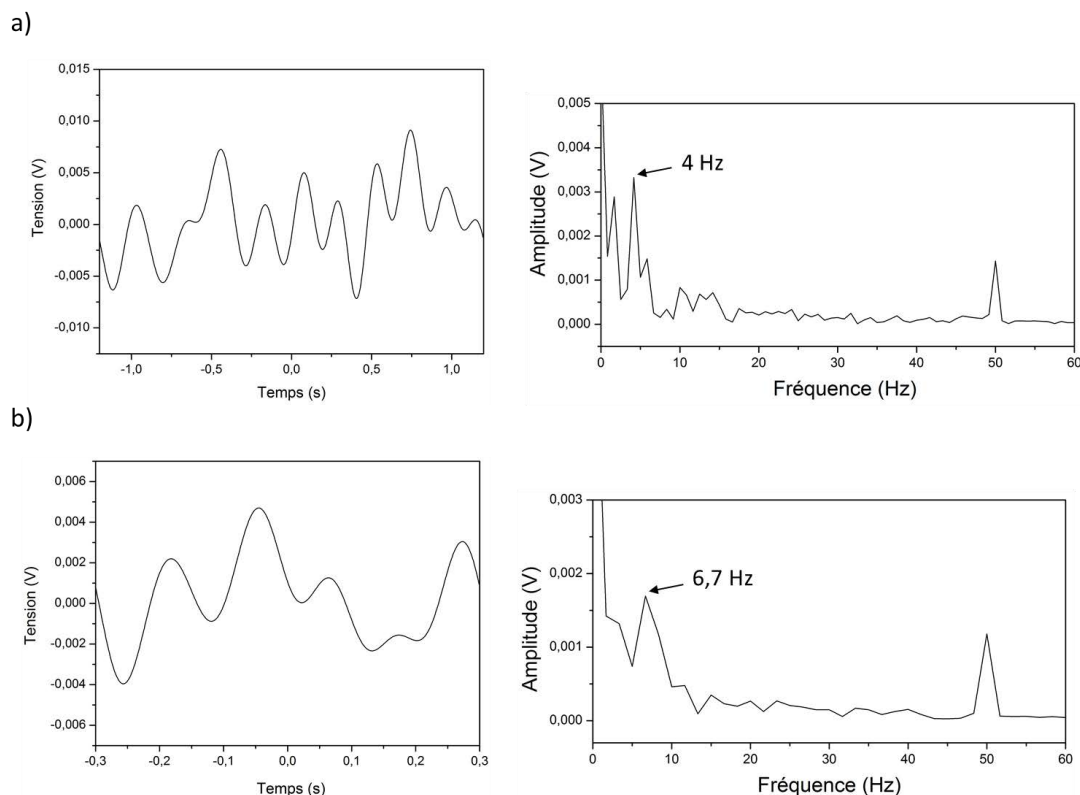 a)
0,015
0,010
0,005
0,000
-0,005
-0,010
Tension (V)
-1,0 -0,5 0,0 0,5 1,0
Temps (s)
0,005
0,004
0,003
0,002
0,001
0,000
Amplitude (V)
4 Hz
0 10 20 30 40 50 60
Fréquence (Hz)
b)
0,006
0,004
0,002
0,000
-0,002
-0,004
-0,006
Tension (V)
-0,3 -0,2 -0,1 0,0 0,1 0,2 0,3
Temps (s)
0,003
0,002
0,001
0,000
Amplitude (V)
6,7 Hz
0 10 20 30 40 50 60
Fréquence (Hz)